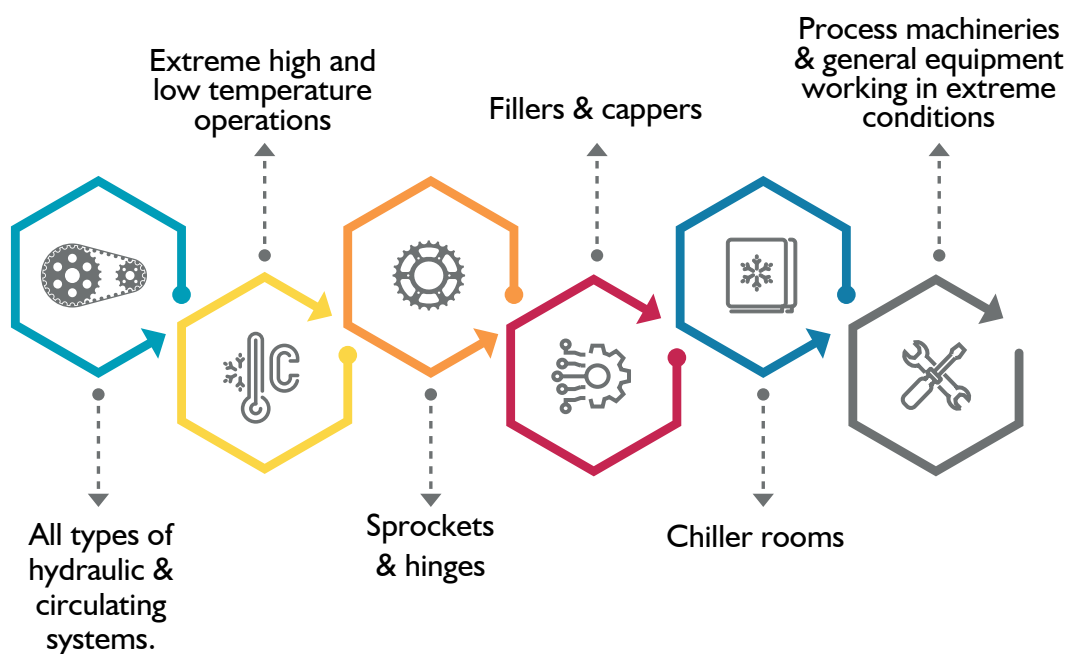 Extreme high and
low temperature
operations
Fillers & cappers
Process machineries
& general equipment
working in extreme
conditions
C
All types of
hydraulic &
circulating
systems.
Sprockets
& hinges
Chiller rooms